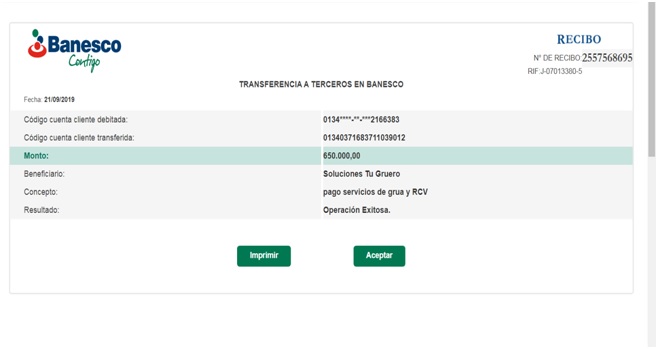 Banesco
Contigo
RECIBO
N° DE RECIBO: 2557568695
RIF:J-07013380-5
TRANSFERENCIA A TERCEROS EN BANESCO
Fecha: 21/09/2019
Código cuenta cliente debitada: 0134****-**-***2166383
Código cuenta cliente transferida: 01340371683711039012
Monto: 650.000,00
Beneficiario: Soluciones Tu Gruero
Concepto: pago servicios de grua y RCV
Resultado: Operación Exitosa.
Imprimir Aceptar